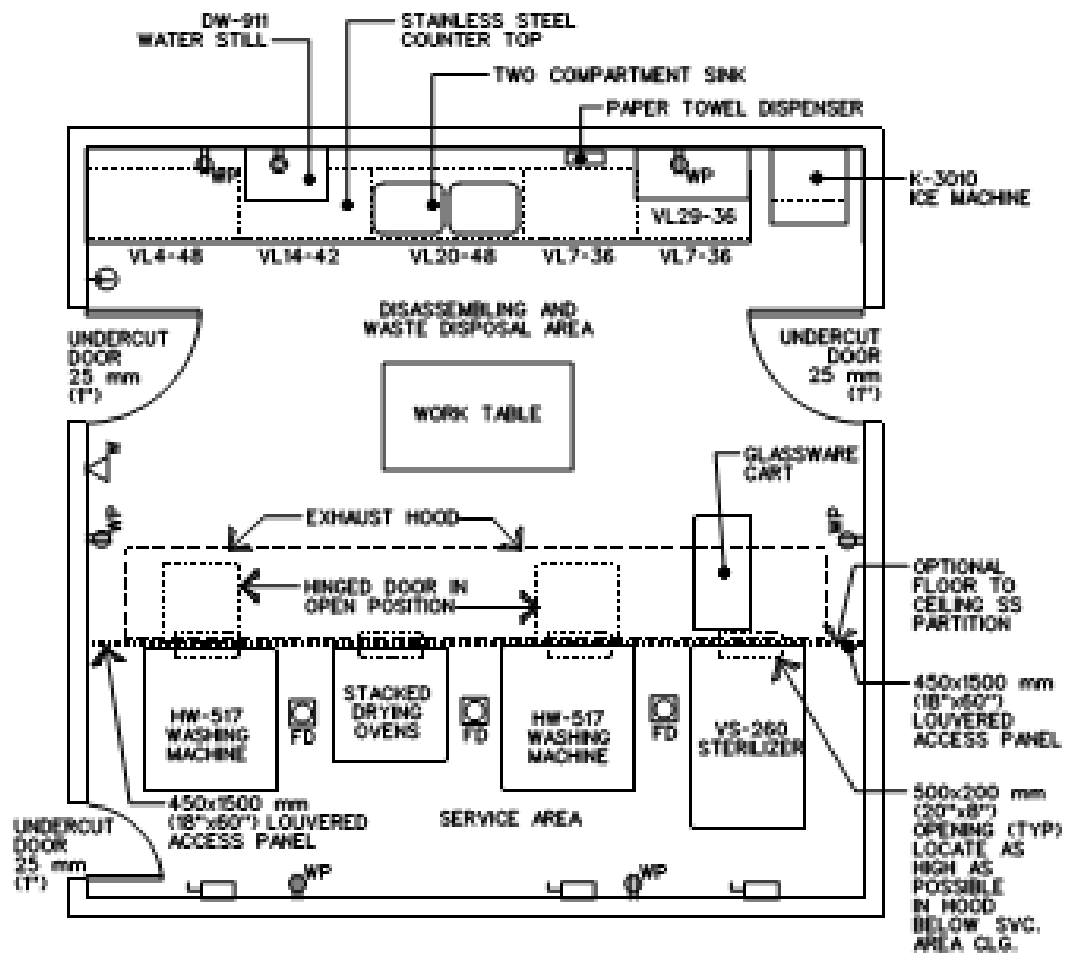 DW-911
WATER STILL
STAINLESS STEEL
COUNTER TOP
TWO COMPARTMENT SINK
PAPER TOWEL DISPENSER
WP
WP
K-3010
ICE MACHINE
VL29-36
VL4-48
VL14-42
VL20-48
VL7-36
VL7-36
DISASSEMBLING AND
WASTE DISPOSAL AREA
UNDERCUT
DOOR
25 mm
(1")
UNDERCUT
DOOR
25 mm
(1")
WORK TABLE
GLASSWARE
CART
W
WP
WP
EXHAUST HOOD
HINGED DOOR IN
OPEN POSITION
OPTIONAL
FLOOR TO
CEILING SS
PARTITION
HW-517
WASHING
MACHINE
FD
STACKED
DRYING
OVENS
FD
HW-517
WASHING
MACHINE
FD
VS-260
STERILIZER
450x1500 mm
(18"x60")
LOUVERED
ACCESS PANEL
450x1500 mm
(18"x60") LOUVERED
ACCESS PANEL
SERVICE AREA
UNDERCUT
DOOR
25 mm
(1")
WP
WP
500x200 mm
(20"x8")
OPENING (TYP)
LOCATE AS
HIGH AS
POSSIBLE
IN HOOD
BELOW SVC.
AREA CLG.